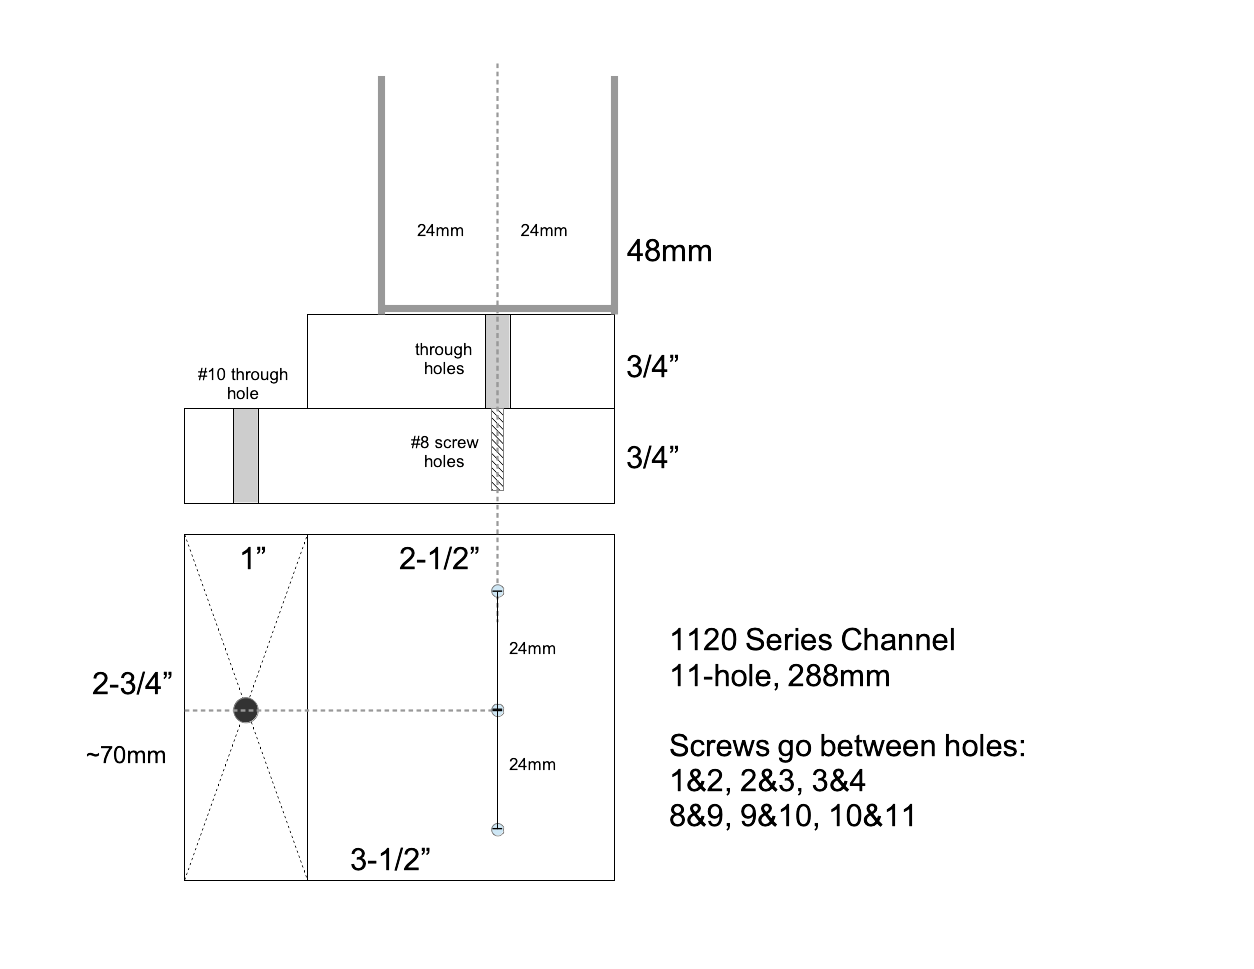 24mm
24mm
48mm
through
holes
3/4”
#10 through
hole
#8 screw
holes
3/4”
1”
2-1/2”
24mm
2-3/4”
~70mm
24mm
3-1/2”
1120 Series Channel
11-hole, 288mm
Screws go between holes:
1&2, 2&3, 3&4
8&9, 9&10, 10&11